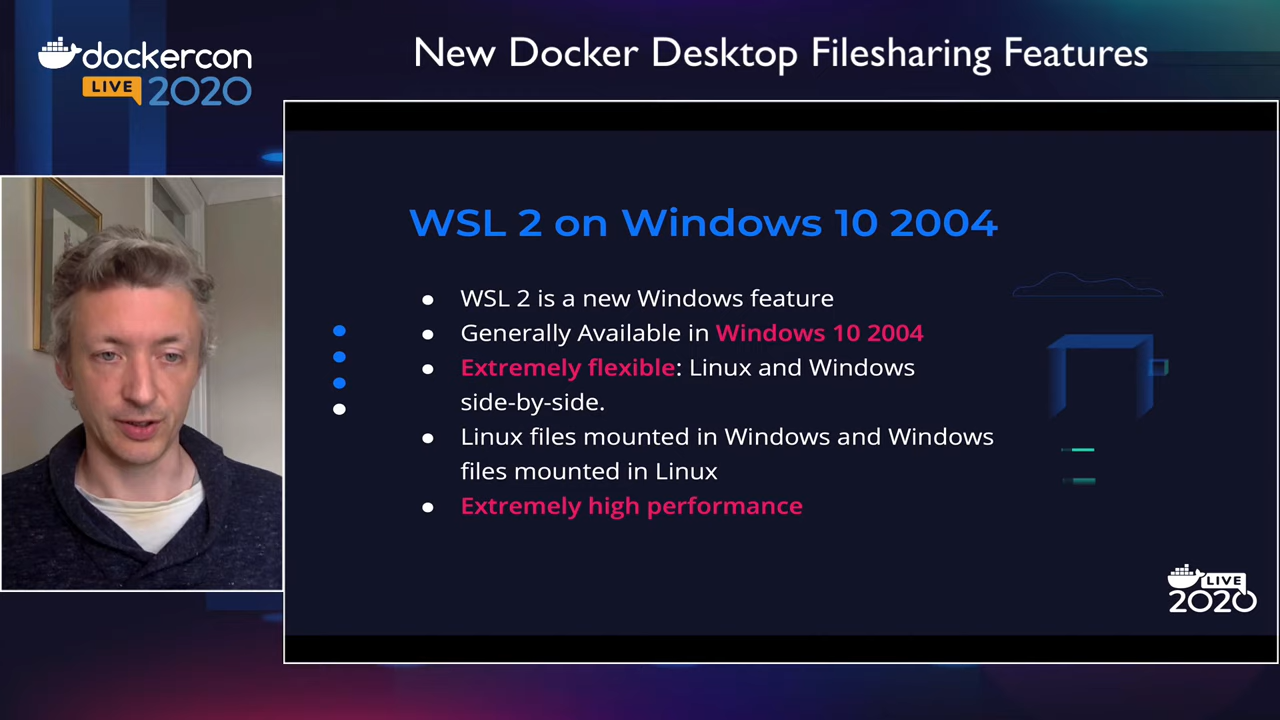 dockercon
LIVE 2020
New Docker Desktop Filesharing Features
WSL 2 on Windows 10 2004
● WSL 2 is a new Windows feature
● Generally Available in Windows 10 2004
● Extremely flexible: Linux and Windows
side-by-side.
● Linux files mounted in Windows and Windows
files mounted in Linux
● Extremely high performance
LIVE
2020